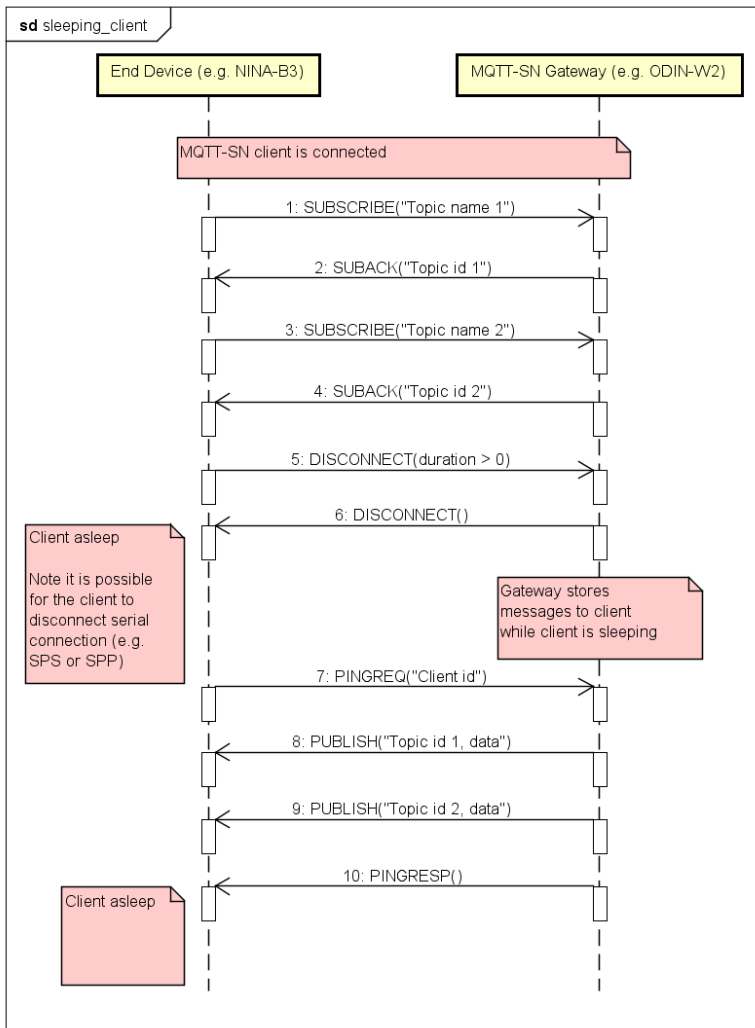 sd sleeping_client
End Device (e.g. NINA-B3)
MQTT-SN Gateway (e.g. ODIN-W2)
MQTT-SN client is connected
1: SUBSCRIBE("Topic name 1")
2: SUBACK("Topic id 1")
3: SUBSCRIBE("Topic name 2")
4: SUBACK("Topic id 2")
5: DISCONNECT(duration > 0)
6: DISCONNECT()
Client asleep
Note it is possible
for the client to
disconnect serial
connection (e.g.
SPS or SPP)
Gateway stores
messages to client
while client is sleeping
7: PINGREQ("Client id")
8: PUBLISH("Topic id 1, data")
9: PUBLISH("Topic id 2, data")
10: PINGRESP()
Client asleep